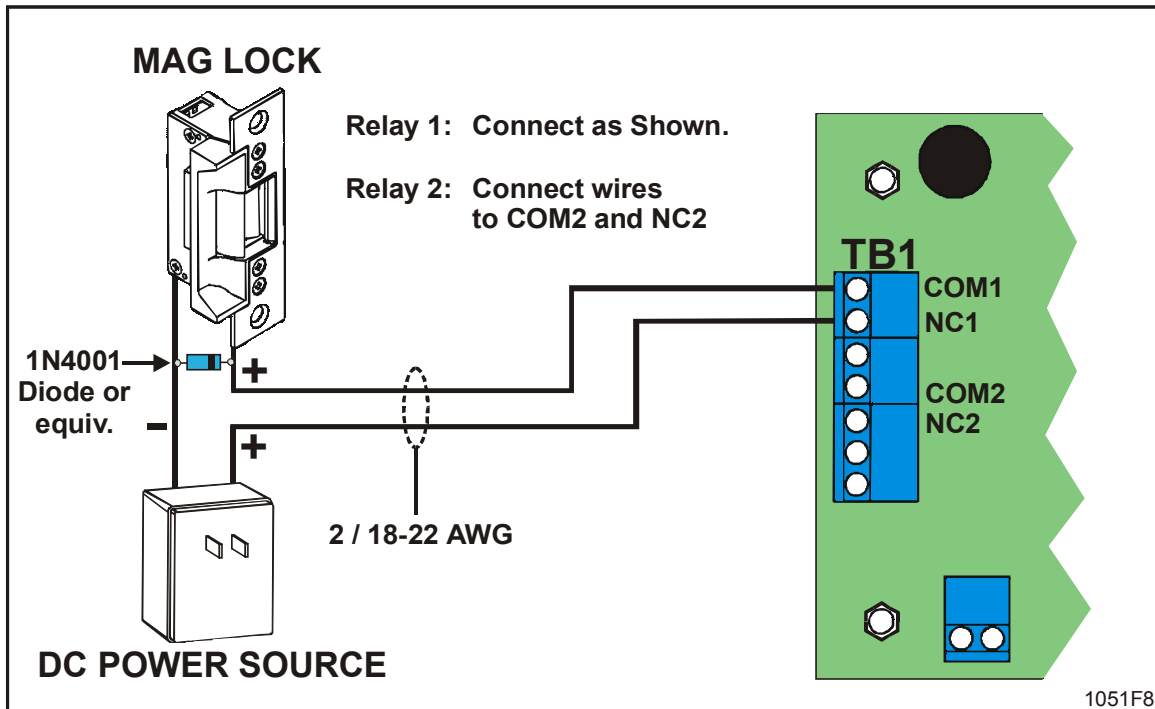 MAG LOCK
Relay 1: Connect as Shown.
Relay 2: Connect wires
to COM2 and NC2
TB1
COM1
NC1
COM2
NC2
1N4001
Diode or
equiv.
+
-
+
2 / 18-22 AWG
DC POWER SOURCE
1051F8